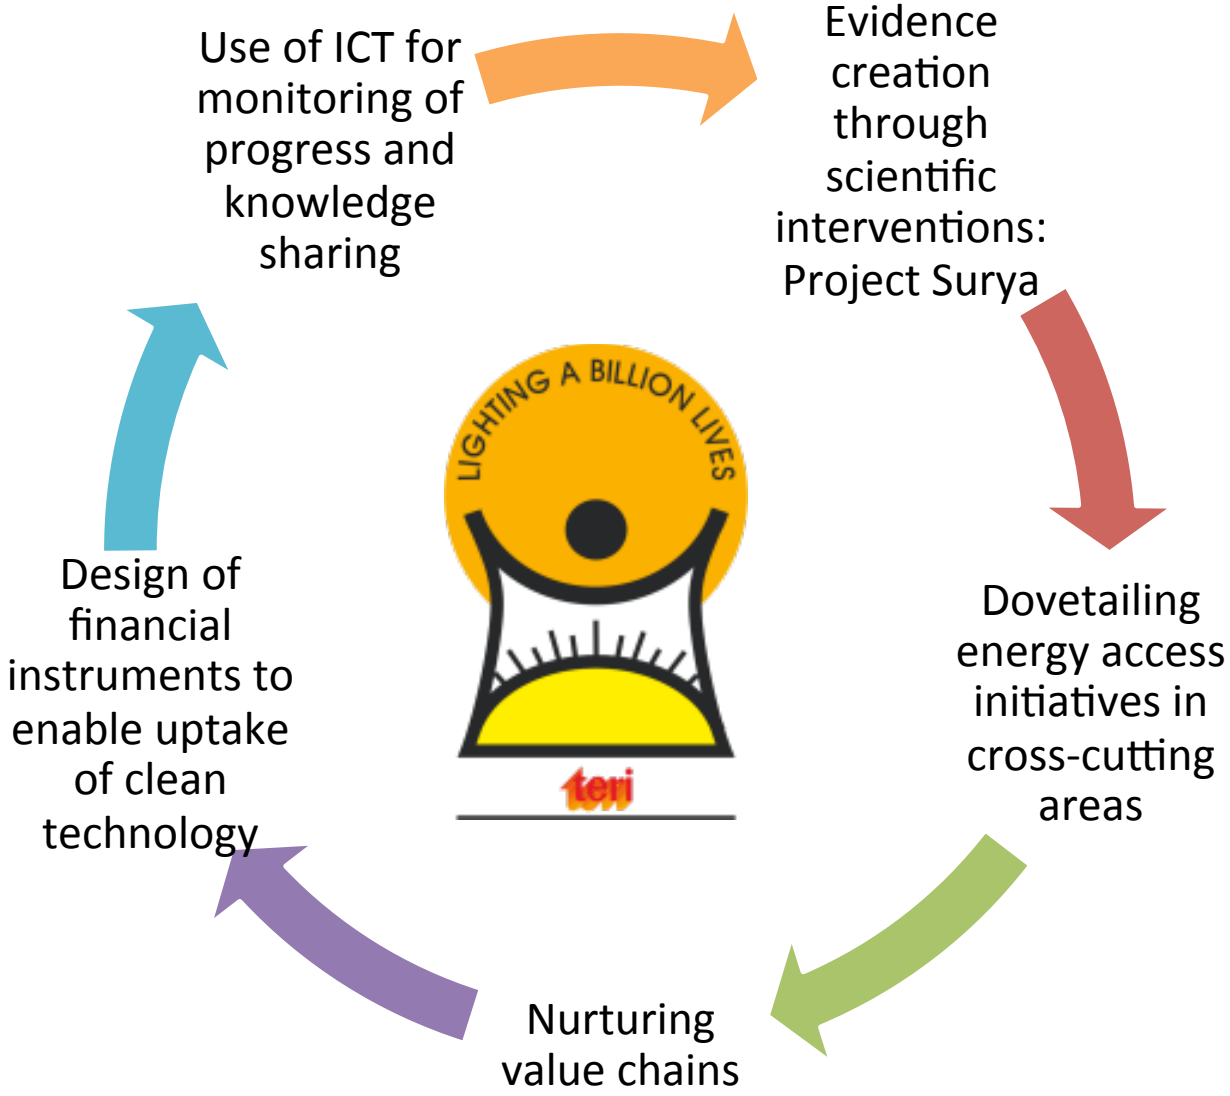 Use of ICT for
monitoring of
progress and
knowledge
sharing
Evidence
creation
through
scientific
interventions:
Project Surya
Dovetailing
energy access
initiatives in
cross-cutting
areas
Nurturing
value chains
Design of
financial
instruments to
enable uptake
of clean
technology
LIGHTING A BILLION LIVES
teri